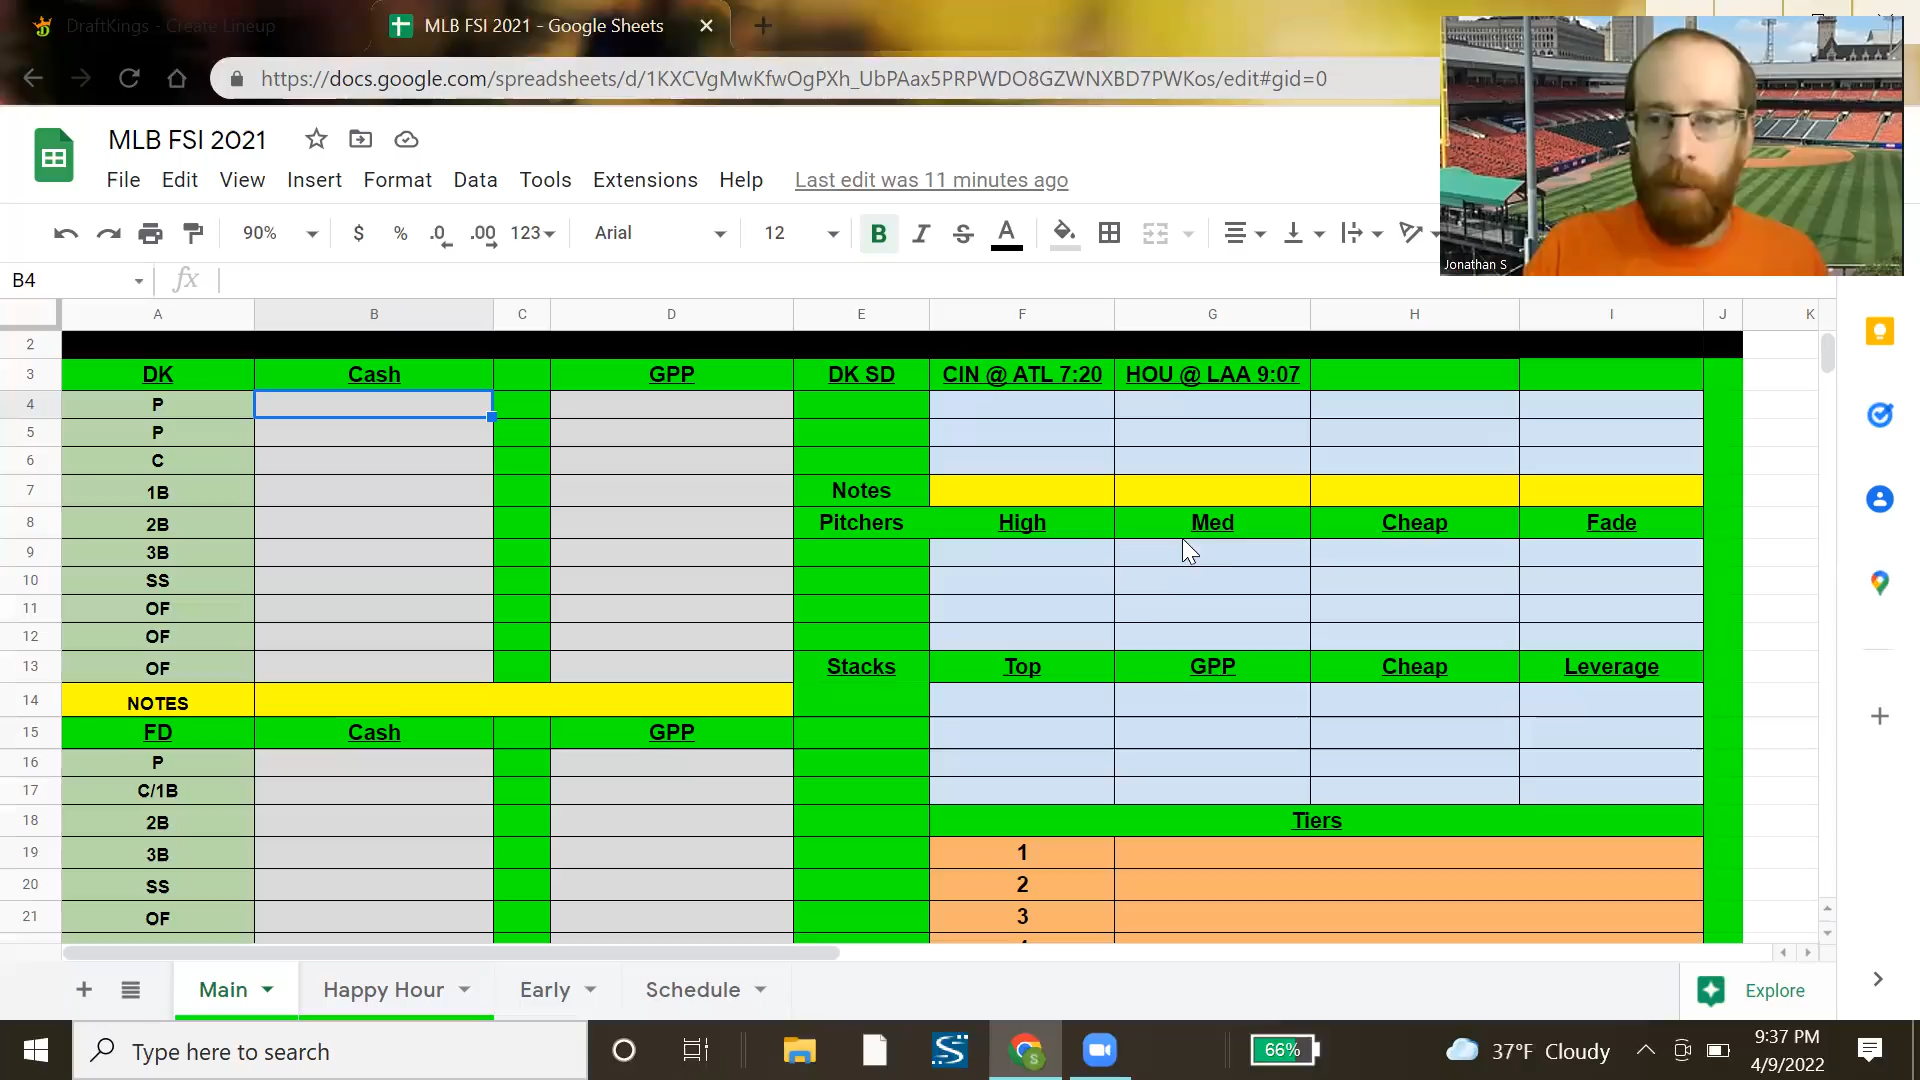 DraftKings - Create Lineup
MLB FSI 2021 - Google Sheets
https://docs.google.com/spreadsheets/d/1KXCVgMwKfwOgPXh_UbPAax5PRPWDO8GZWNXBD7PWKos/edit#gid=0
MLB FSI 2021
File Edit View Insert Format Data Tools Extensions Help Last edit was 11 minutes ago
90% $ % .0 .00 123 Arial 12 B I S A
Jonathan S
B4 fx
A B C D E F G H I J K
2
3 DK Cash GPP DK SD CIN @ ATL 7:20 HOU @ LAA 9:07
4 P
5 P
6 C
7 1B Notes
8 2B Pitchers High Med Cheap Fade
9 3B
10 SS
11 OF
12 OF
13 OF Stacks Top GPP Cheap Leverage
14 NOTES
15 FD Cash GPP
16 P
17 C/1B
18 2B Tiers
19 3B 1
20 SS 2
21 OF 3
Main Happy Hour Early Schedule Explore
Type here to search 66% 37°F Cloudy 9:37 PM
4/9/2022